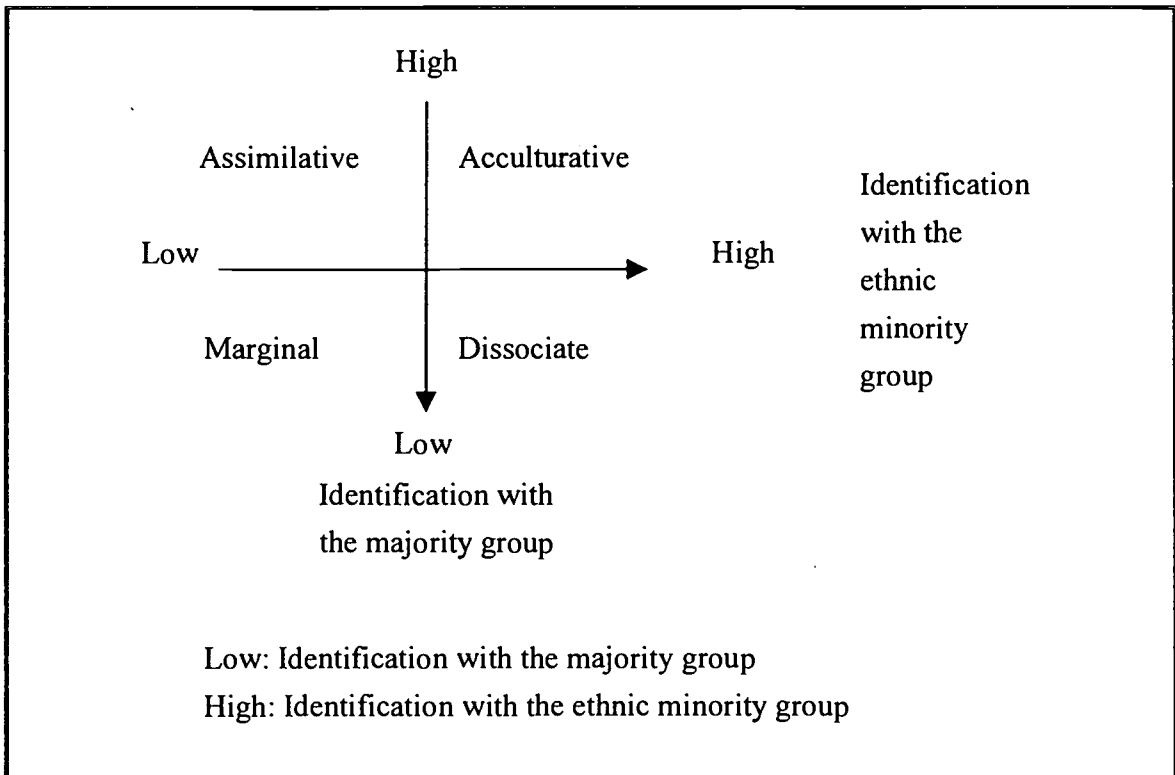 High
Assimilative
Acculturative
Identification
with the
ethnic
minority
group
Low
High
Marginal
Dissociate
Low
Identification with
the majority group
Low: Identification with the majority group
High: Identification with the ethnic minority group